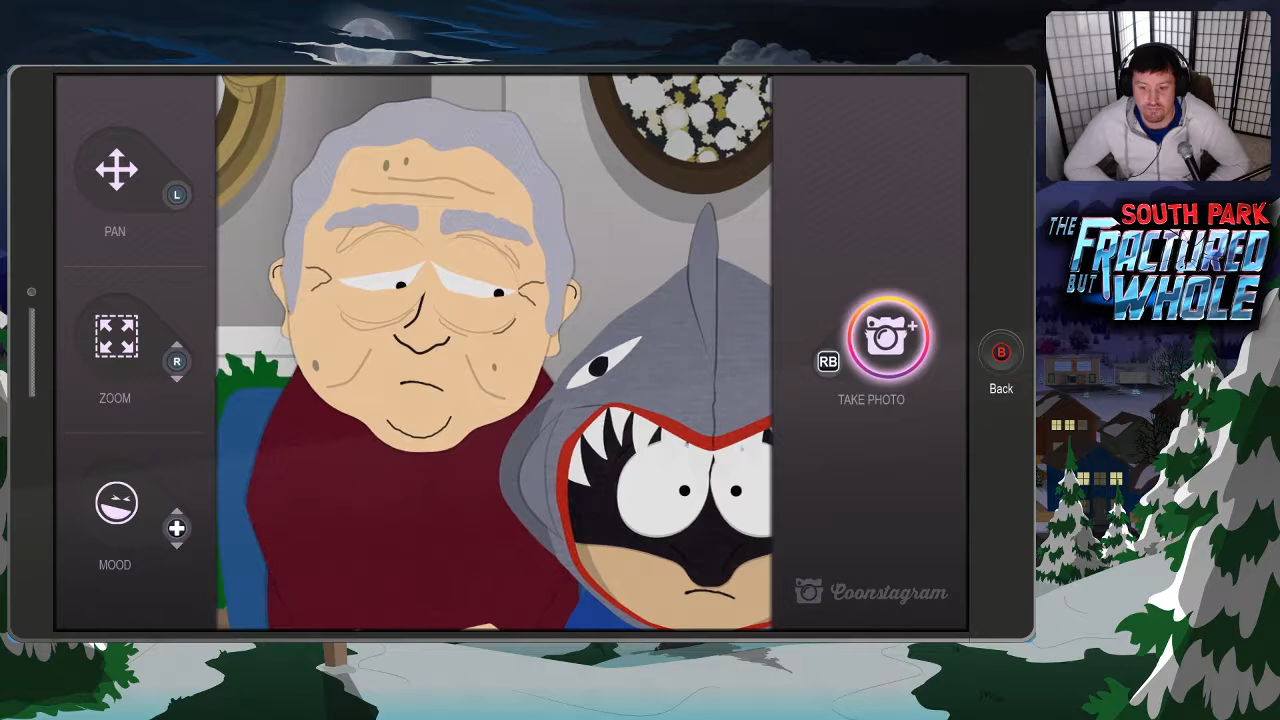 L
PAN
R
ZOOM
MOOD
RB
TAKE PHOTO
Coonstagram
B
Back
SOUTH PARK
THE FRACTURED
BUT WHOLE